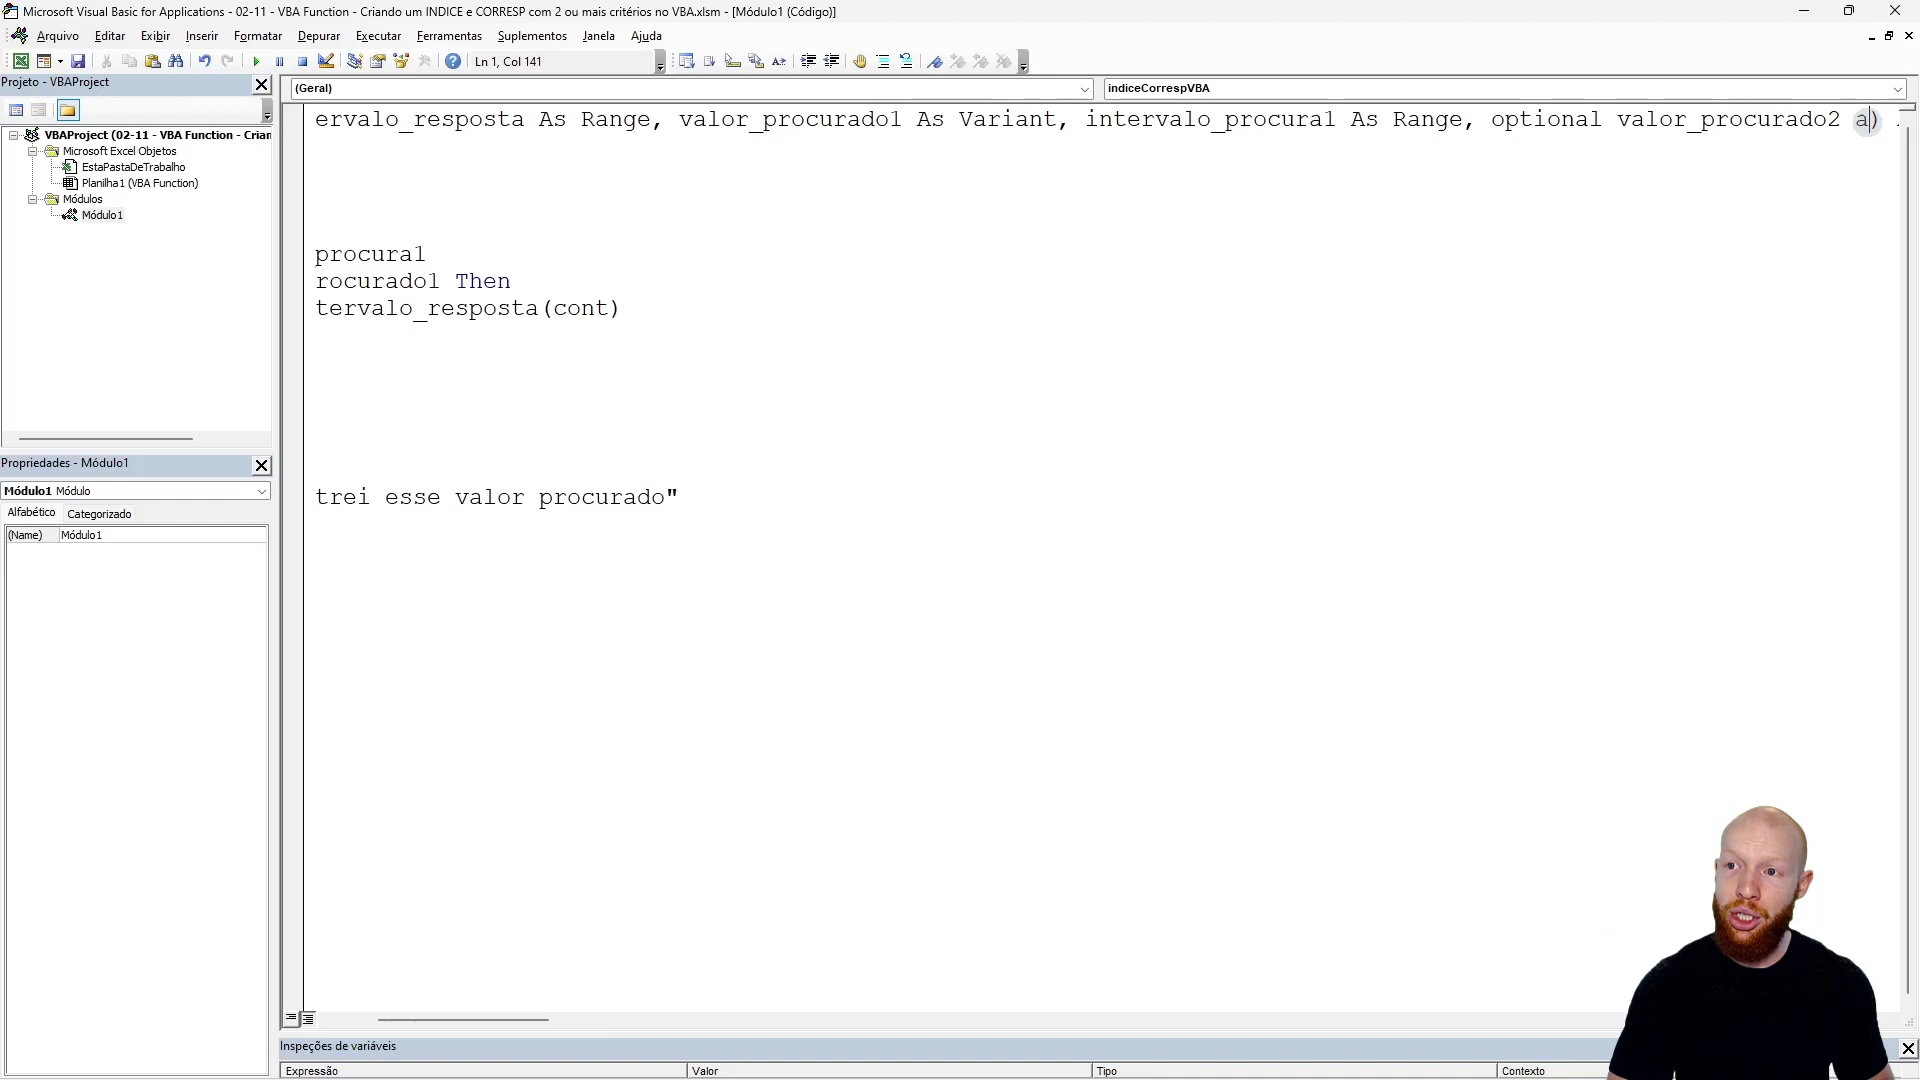 Microsoft Visual Basic for Applications - 02-11 - VBA Function - Criando um INDICE e CORRESP com 2 ou mais critérios no VBA.xlsm - [Módulo1 (Código)]
Arquivo Editar Exibir Inserir Formatar Depurar Executar Ferramentas Suplementos Janela Ajuda
Ln 1, Col 141
Projeto - VBAProject
(Geral)
indiceCorrespVBA
VBAProject (02-11 - VBA Function - Crian
Microsoft Excel Objetos
EstaPastaDeTrabalho
Planilha1 (VBA Function)
Módulos
Módulo1
ervalo_resposta As Range, valor_procurado1 As Variant, intervalo_procura1 As Range, optional valor_procurado2 a)
procura1
rocurado1 Then
tervalo_resposta(cont)
trei esse valor procurado"
Propriedades - Módulo1
Módulo1 Módulo
Alfabético Categorizado
(Name) Módulo1
Inspeções de variáveis
Expressão Valor Tipo Contexto